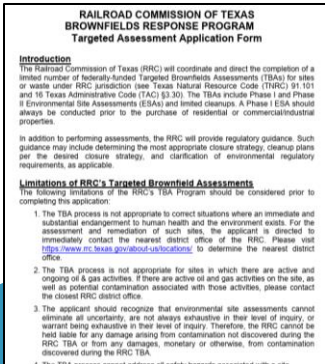 RAILROAD COMMISSION OF TEXAS
BROWNFIELDS RESPONSE PROGRAM
Targeted Assessment Application Form
Introduction
The Railroad Commission of Texas (RRC) will coordinate and direct the completion of a
limited number of federally-funded Targeted Brownfields Assessments (TBAs) for sites
or waste under RRC jurisdiction (see Texas Natural Resource Code (TNRC) 91.101
and 16 Texas Administrative Code (TAC) §3.30). The TBAs include Phase I and Phase
II Environmental Site Assessments (ESAs) and limited cleanups. A Phase I ESA should
always be conducted prior to the purchase of residential or commercial/industrial
properties.
In addition to performing assessments, the RRC will provide regulatory guidance. Such
guidance may include determining the most appropriate closure strategy, cleanup plans
per the desired closure strategy, and clarification of environmental regulatory
requirements, as applicable.
Limitations of RRC's Targeted Brownfield Assessments
The following limitations of the RRC's TBA Program should be considered prior to
completing this application:
1. The TBA process is not appropriate to correct situations where an immediate and
substantial endangerment to human health and the environment exists. For the
assessment and remediation of such sites, the applicant is directed to
immediately contact the nearest district office of the RRC. Please visit
https://www.rrc.texas.gov/about-us/locations/ to determine the nearest district
office.
2. The TBA process is not appropriate for sites in which there are active and
ongoing oil & gas activities. If there are active oil and gas activities on the site, as
well as potential contamination associated with those activities, please contact
the closest RRC district office.
3. The applicant should recognize that environmental site assessments cannot
eliminate all uncertainty, are not always exhaustive in their level of inquiry, or
warrant being exhaustive in their level of inquiry. Therefore, the RRC cannot be
held liable for any damage arising from contamination not discovered during the
RRC TBA or from any damages, monetary or otherwise, from contamination
discovered during the RRC TBA.